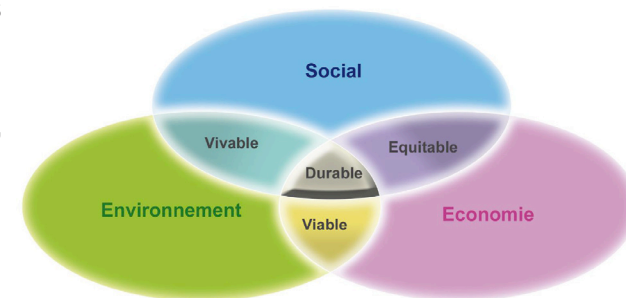 Social
Vivable
Equitable
Durable
Environnement
Economie
Viable